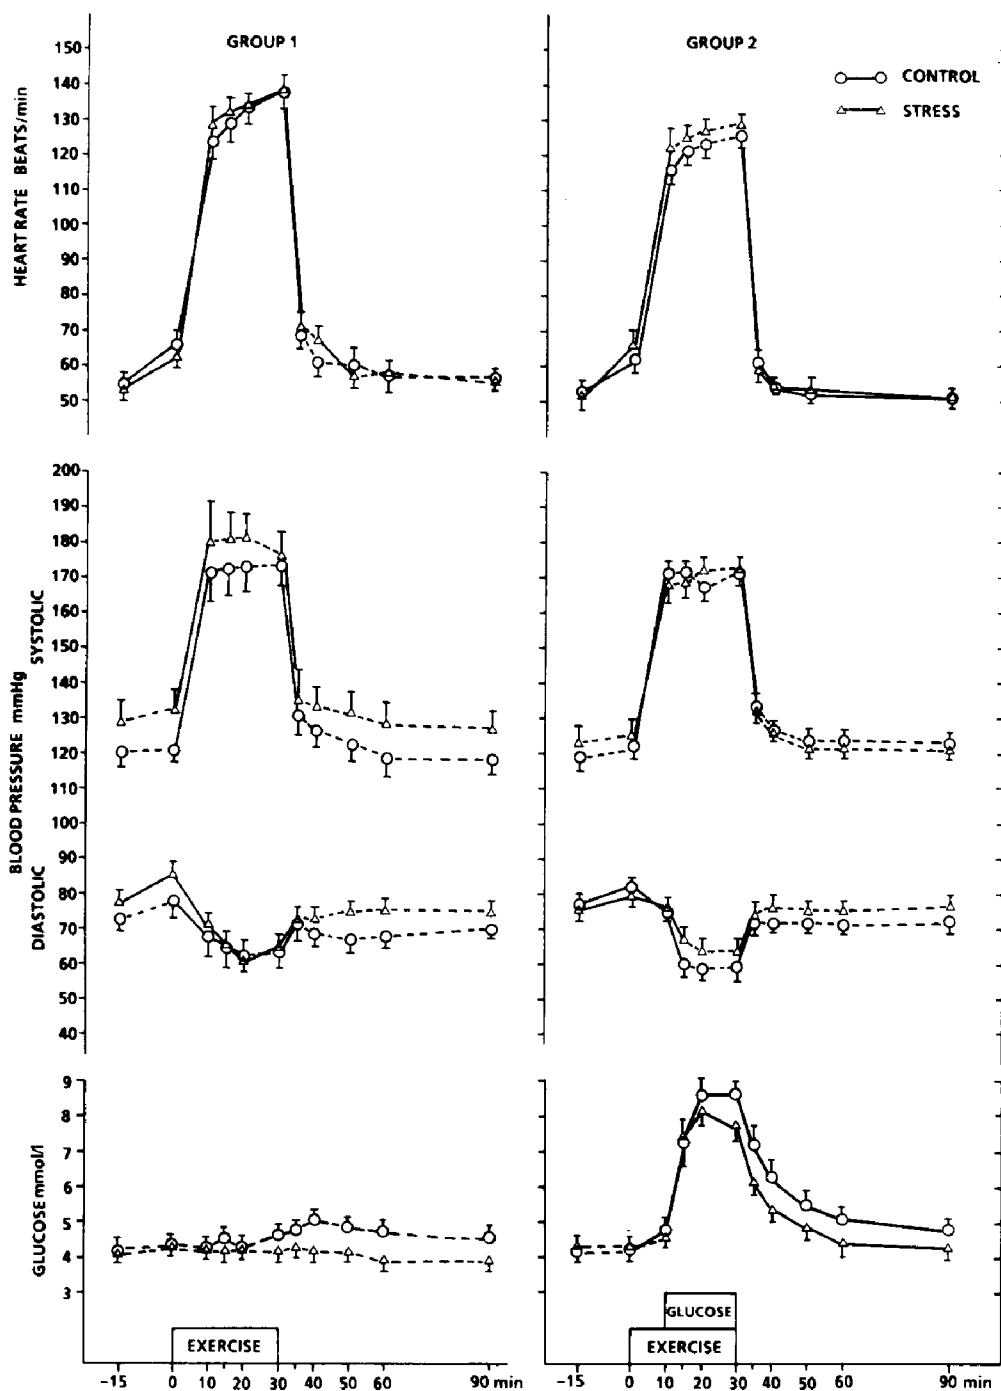 GROUP 1
GROUP 2
CONTROL
STRESS
HEART RATE BEATS/min
150
140
130
120
110
100
90
80
70
60
50
BLOOD PRESSURE mmHg
SYSTOLIC
DIASTOLIC
200
190
180
170
160
150
140
130
120
110
100
90
80
70
60
50
40
GLUCOSE mmol/l
9
8
7
6
5
4
3
GLUCOSE
EXERCISE
EXERCISE
-15 0 10 20 30 40 50 60 90 min
-15 0 10 20 30 40 50 60 90 min